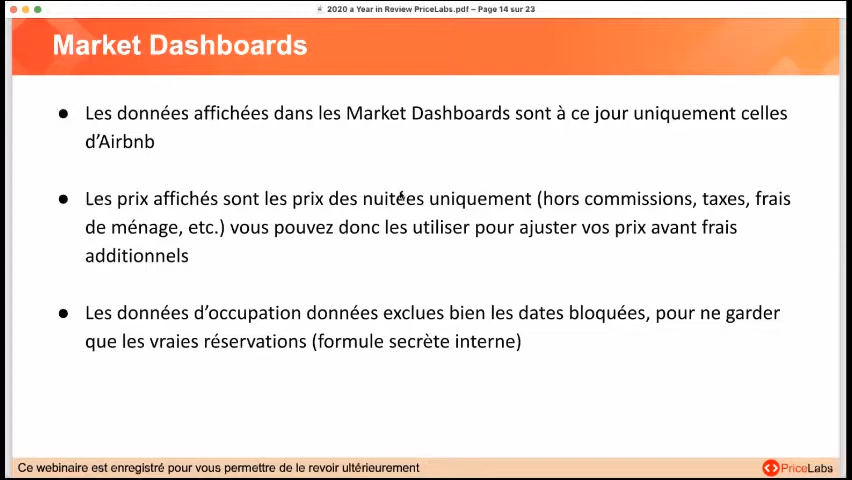 2020 a Year in Review PriceLabs.pdf – Page 14 sur 23
Market Dashboards
● Les données affichées dans les Market Dashboards sont à ce jour uniquement celles
d’Airbnb
● Les prix affichés sont les prix des nuitées uniquement (hors commissions, taxes, frais
de ménage, etc.) vous pouvez donc les utiliser pour ajuster vos prix avant frais
additionnels
● Les données d’occupation données exclues bien les dates bloquées, pour ne garder
que les vraies réservations (formule secrète interne)
Ce webinaire est enregistré pour vous permettre de le revoir ultérieurement
PriceLabs